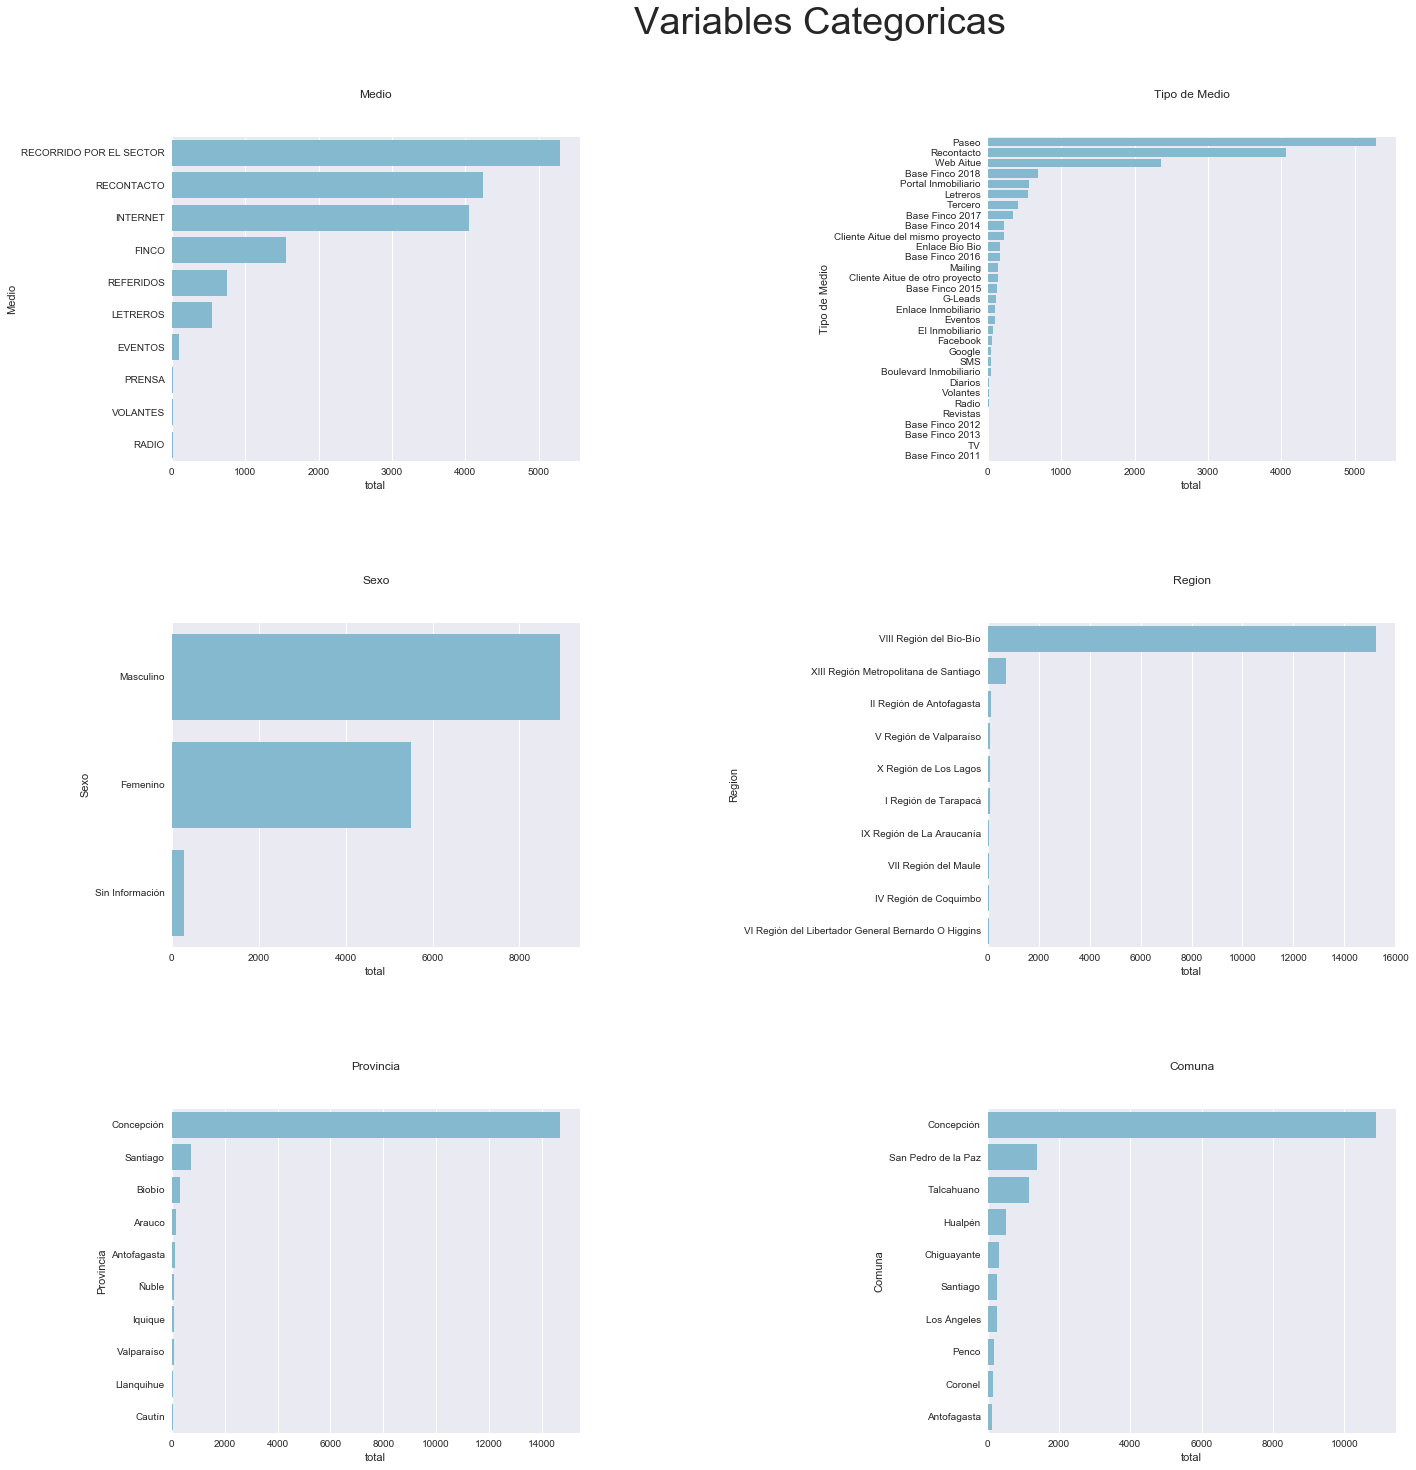 Variables Categoricas
Medio
Medio
RECORRIDO POR EL SECTOR
RECONTACTO
INTERNET
FINCO
REFERIDOS
LETREROS
EVENTOS
PRENSA
VOLANTES
RADIO
0 1000 2000 3000 4000 5000
total
Tipo de Medio
Tipo de Medio
Paseo
Recontacto
Web Aitue
Base Finco 2018
Portal Inmobiliario
Letreros
Tercero
Base Finco 2017
Base Finco 2014
Cliente Aitue del mismo proyecto
Enlace Bio Bio
Base Finco 2016
Mailing
Cliente Aitue de otro proyecto
Base Finco 2015
G-Leads
Enlace Inmobiliario
Eventos
El Inmobiliario
Facebook
Google
SMS
Boulevard Inmobiliario
Diarios
Volantes
Radio
Revistas
Base Finco 2012
Base Finco 2013
TV
Base Finco 2011
0 1000 2000 3000 4000 5000
total
Sexo
Sexo
Masculino
Femenino
Sin Información
0 2000 4000 6000 8000
total
Region
Region
VIII Región del Bío-Bío
XIII Región Metropolitana de Santiago
II Región de Antofagasta
V Región de Valparaíso
X Región de Los Lagos
I Región de Tarapacá
IX Región de La Araucanía
VII Región del Maule
IV Región de Coquimbo
VI Región del Libertador General Bernardo O Higgins
0 2000 4000 6000 8000 10000 12000 14000 16000
total
Provincia
Provincia
Concepción
Santiago
Biobío
Arauco
Antofagasta
Ñuble
Iquique
Valparaíso
Llanquihue
Cautín
0 2000 4000 6000 8000 10000 12000 14000
total
Comuna
Comuna
Concepción
San Pedro de la Paz
Talcahuano
Hualpén
Chiguayante
Santiago
Los Ángeles
Penco
Coronel
Antofagasta
0 2000 4000 6000 8000 10000
total